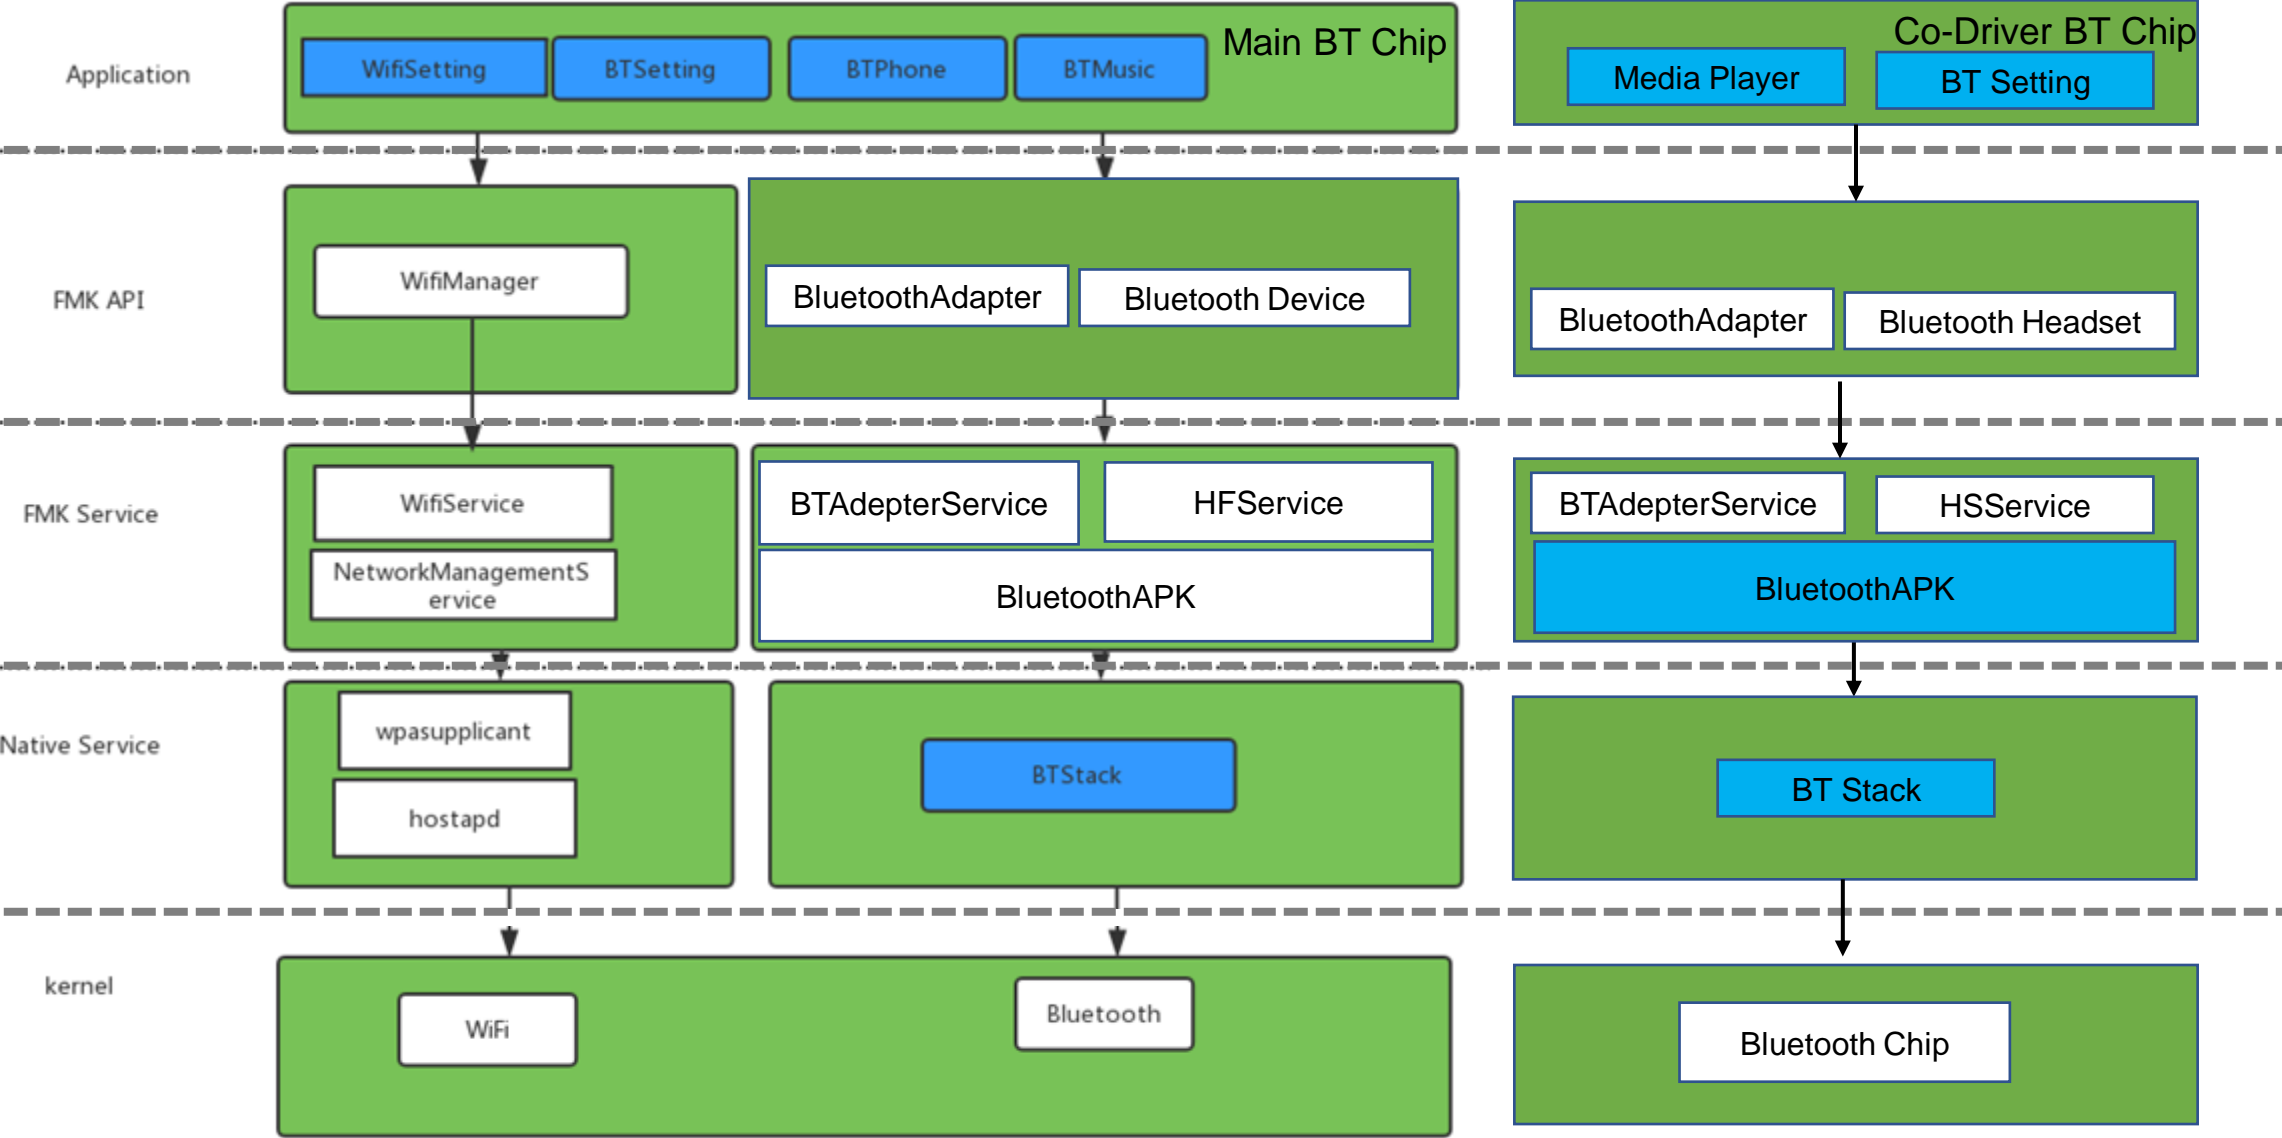 Main BT Chip
Co-Driver BT Chip
Application
WifiSetting
BTSetting
BTPhone
BTMusic
Media Player
BT Setting
FMK API
WifiManager
BluetoothAdapter
Bluetooth Device
BluetoothAdapter
Bluetooth Headset
FMK Service
WifiService
NetworkManagementS
ervice
BTAdepterService
HFService
BluetoothAPK
BTAdepterService
HSService
BluetoothAPK
Native Service
wpasupplicant
hostapd
BTStack
BT Stack
kernel
WiFi
Bluetooth
Bluetooth Chip